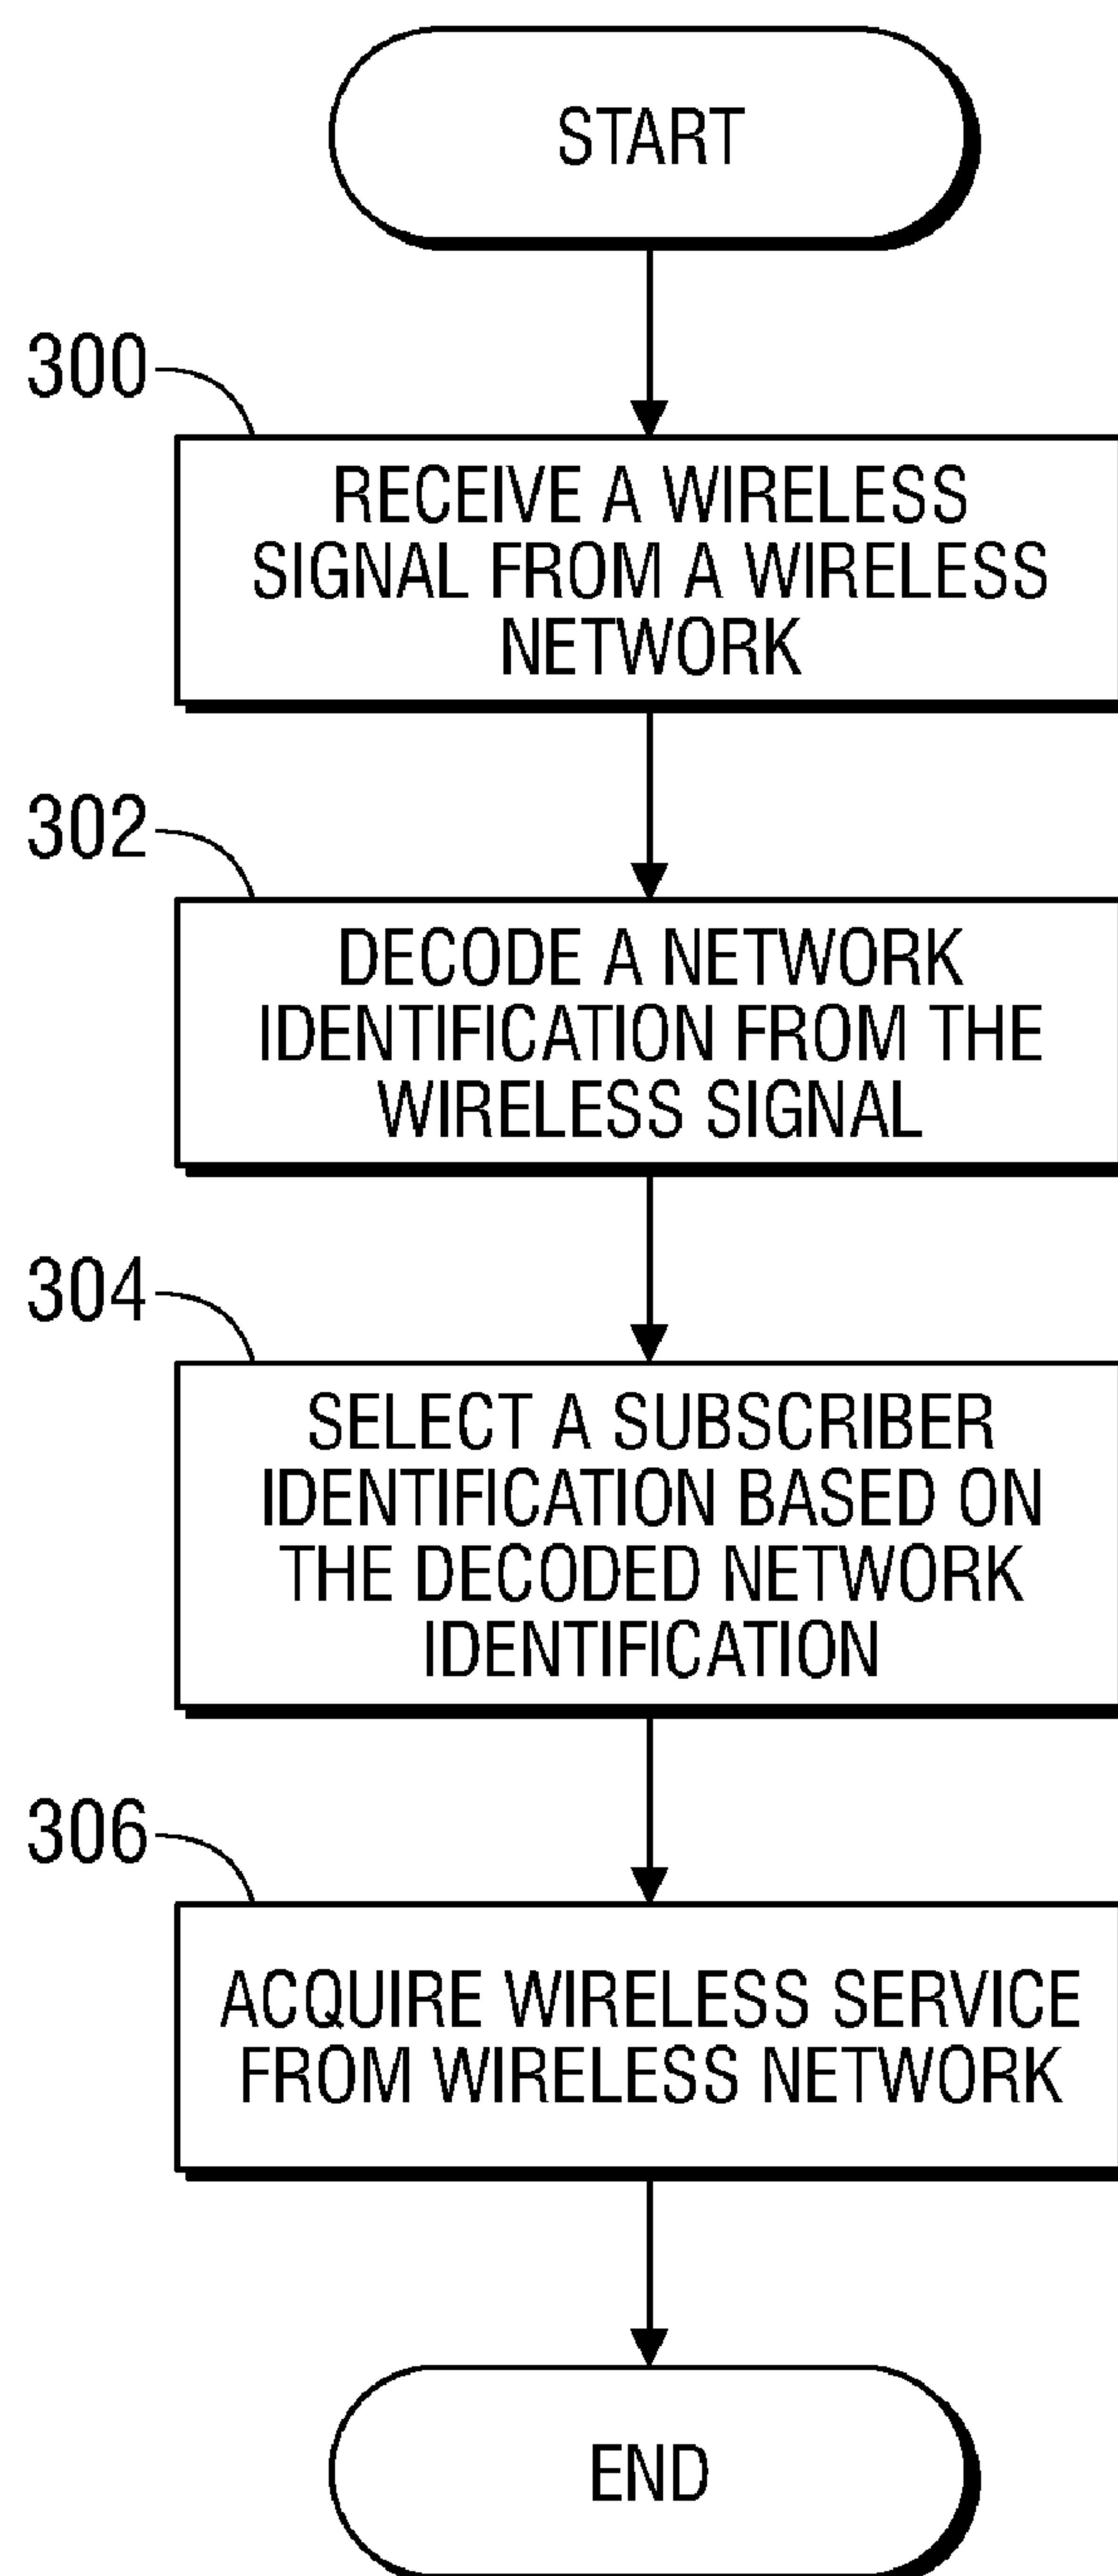 START
300
RECEIVE A WIRELESS
SIGNAL FROM A WIRELESS
NETWORK
302
DECODE A NETWORK
IDENTIFICATION FROM THE
WIRELESS SIGNAL
304
SELECT A SUBSCRIBER
IDENTIFICATION BASED ON
THE DECODED NETWORK
IDENTIFICATION
306
ACQUIRE WIRELESS SERVICE
FROM WIRELESS NETWORK
END